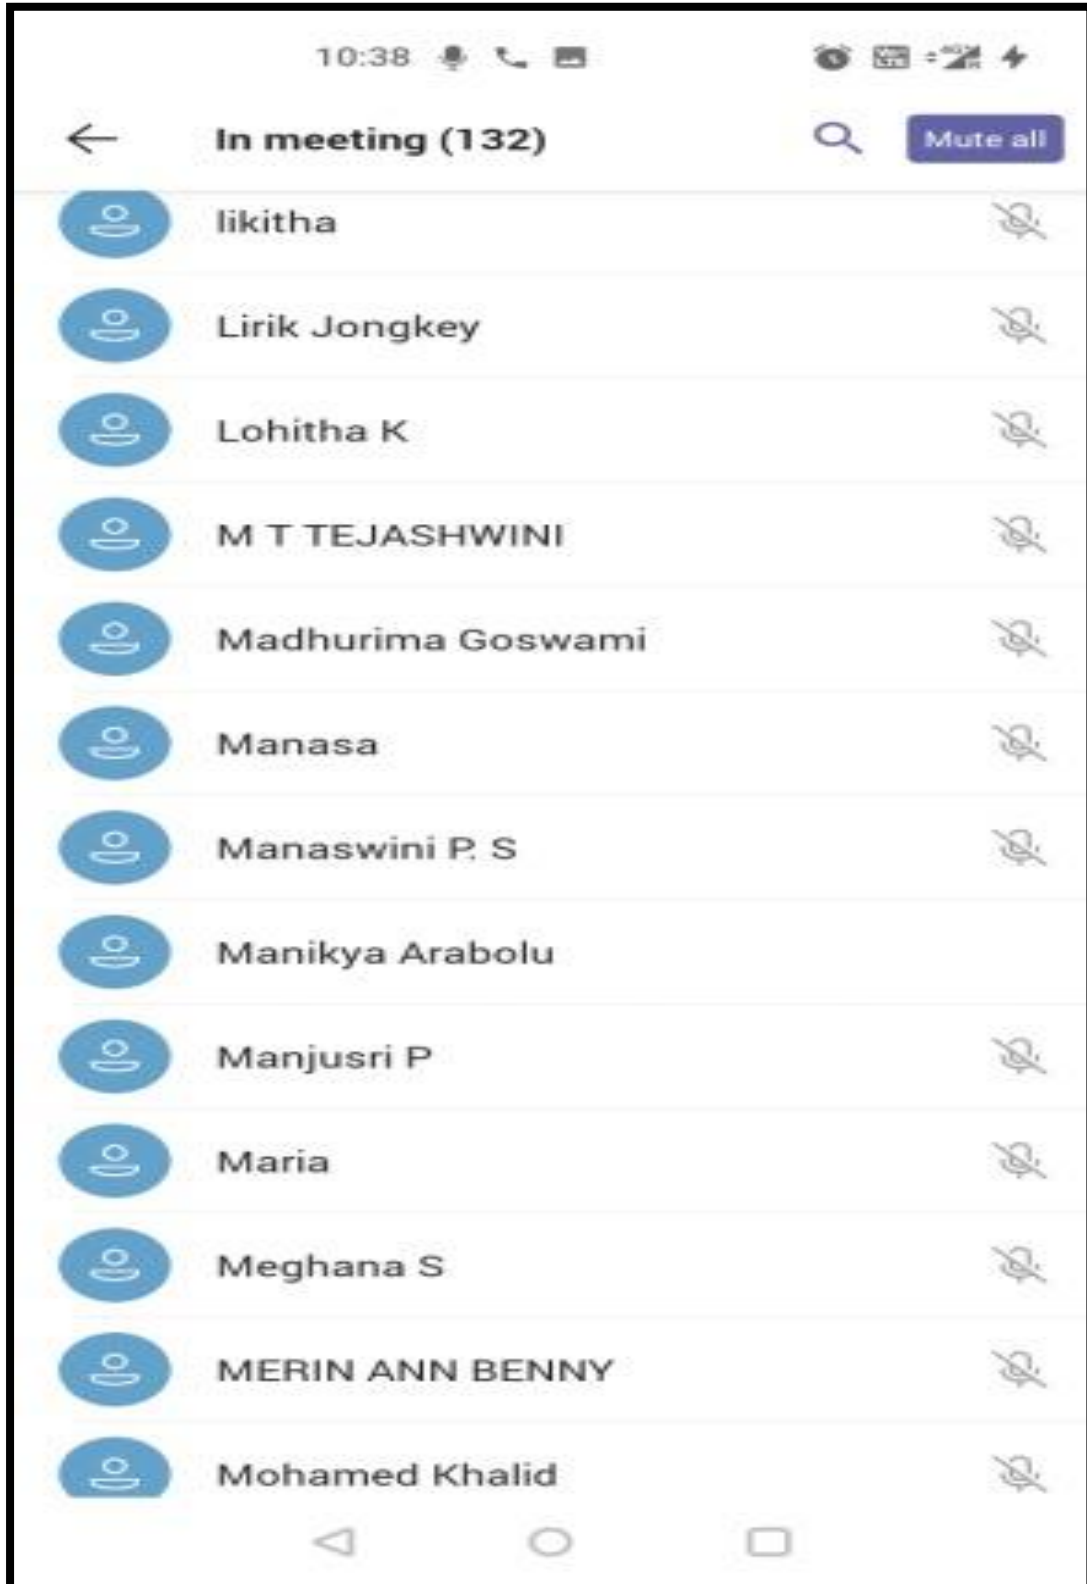 10:38
In meeting (132)
Mute all
likitha
Lirik Jongkey
Lohitha K
M T TEJASHWINI
Madhurima Goswami
Manasa
Manaswini P. S
Manikya Arabolu
Manjusri P
Maria
Meghana S
MERIN ANN BENNY
Mohamed Khalid